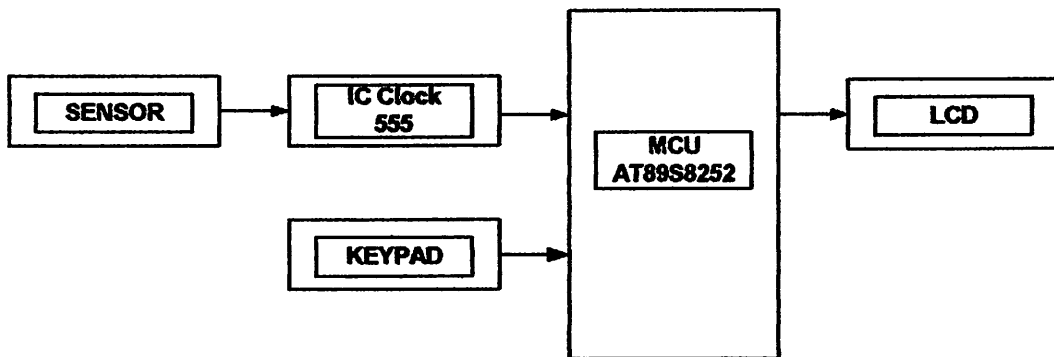 SENSOR
IC Clock
555
MCU
AT89S8252
LCD
KEYPAD